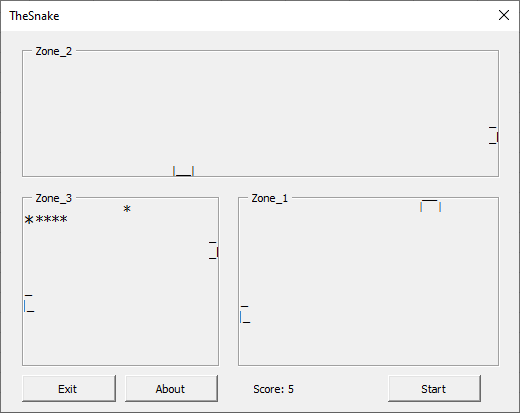 TheSnake
Zone_2
Zone_3
Zone_1
*
*****
Exit
About
Score: 5
Start